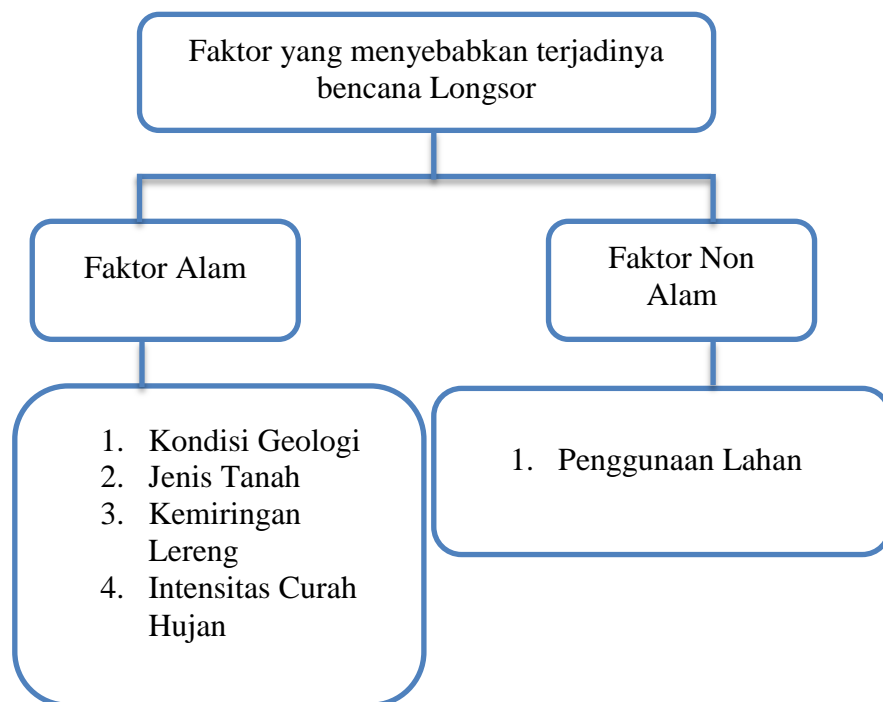 Faktor yang menyebabkan terjadinya
bencana Longsor
Faktor Alam
Faktor Non
Alam
1. Kondisi Geologi
2. Jenis Tanah
3. Kemiringan
Lereng
4. Intensitas Curah
Hujan
1. Penggunaan Lahan